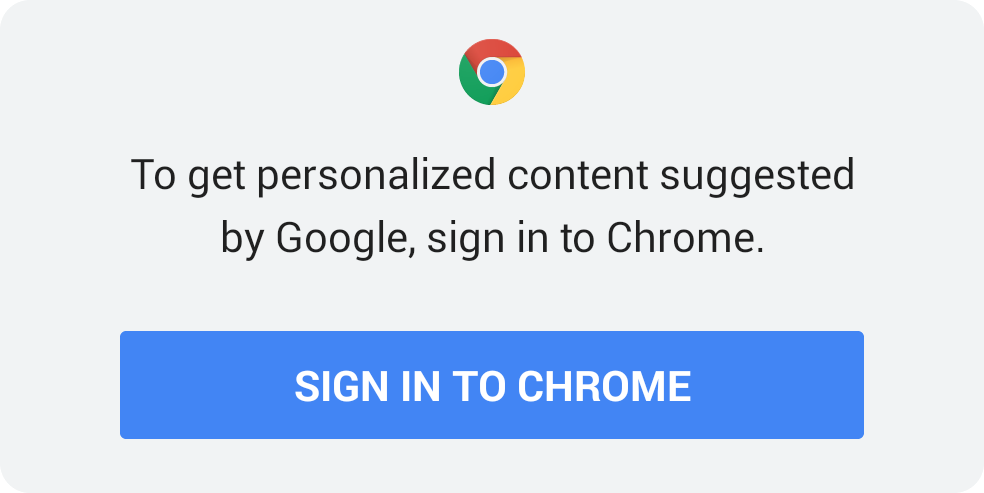 To get personalized content suggested
by Google, sign in to Chrome.
SIGN IN TO CHROME